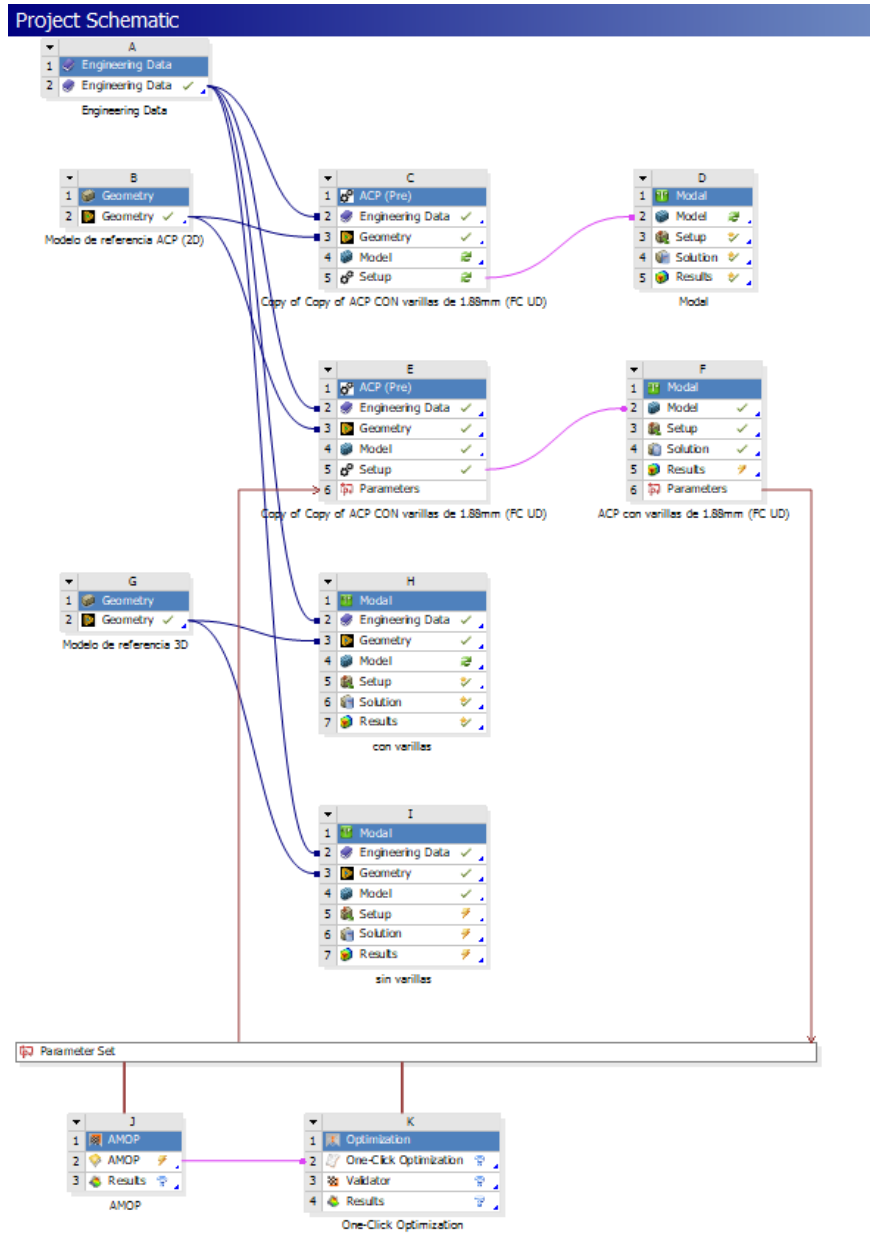 Project Schematic
A
1 Engineering Data
2 Engineering Data
Engineering Data
B
1 Geometry
2 Geometry
Modelo de referencia ACP (2D)
C
1 ACP (Pre)
2 Engineering Data
3 Geometry
4 Model
5 Setup
Copy of Copy of ACP CON varillas de 1.88mm (FC UD)
D
1 Modal
2 Model
3 Setup
4 Solution
5 Results
Modal
E
1 ACP (Pre)
2 Engineering Data
3 Geometry
4 Model
5 Setup
6 Parameters
Copy of Copy of ACP CON varillas de 1.88mm (FC UD)
F
1 Modal
2 Model
3 Setup
4 Solution
5 Results
6 Parameters
ACP con varillas de 1.88mm (FC UD)
G
1 Geometry
2 Geometry
Modelo de referencia 3D
H
1 Modal
2 Engineering Data
3 Geometry
4 Model
5 Setup
6 Solution
7 Results
con varillas
I
1 Modal
2 Engineering Data
3 Geometry
4 Model
5 Setup
6 Solution
7 Results
sin varillas
Parameter Set
J
1 AMOP
2 AMOP
3 Results
AMOP
K
1 Optimization
2 One-Click Optimization
3 Validator
4 Results
One-Click Optimization